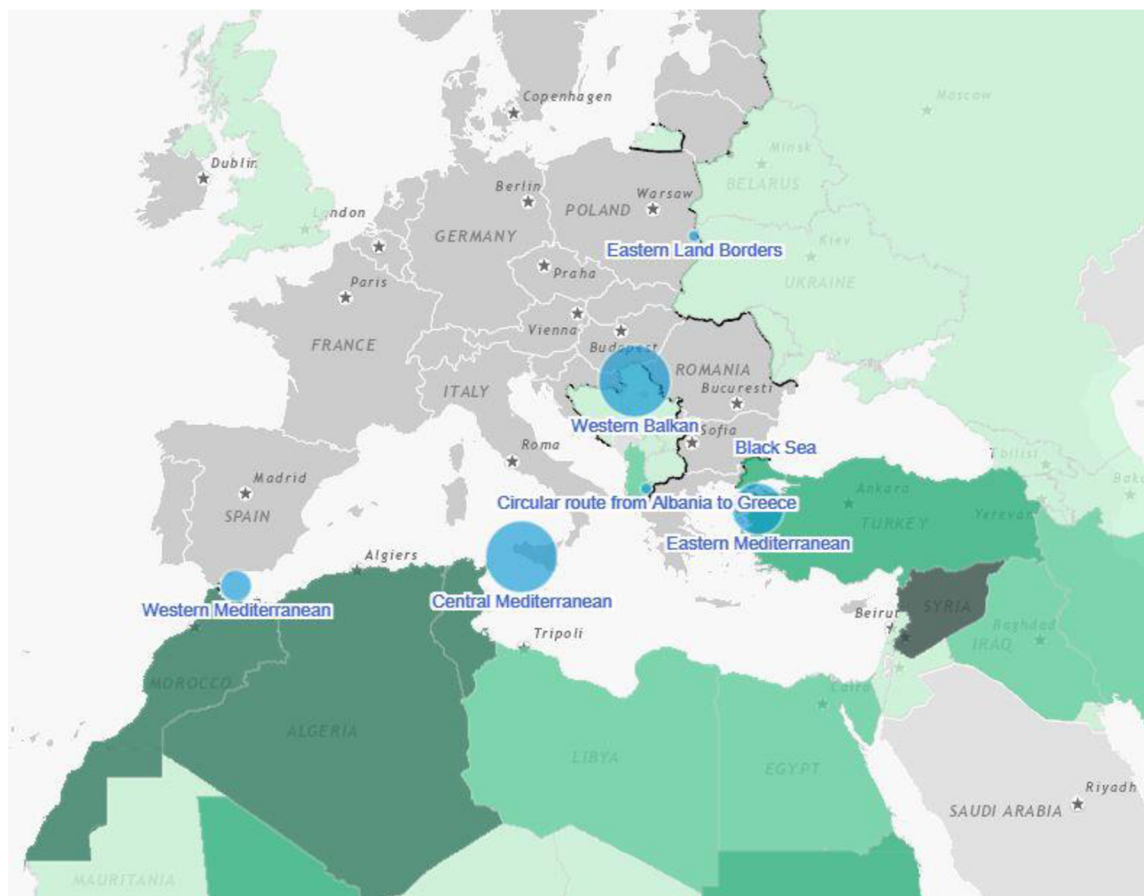 Copenhagen
Moscow
Dublin
Minsk
BELARUS
Berlin
POLAND
Warsaw
London
GERMANY
Eastern Land Borders
Kiev
UKRAINE
Praha
Paris
Vienna
FRANCE
Budapest
ROMANIA
ITALY
Bucuresti
Western Balkan
Sofia
Roma
Black Sea
Tbilisi
Madrid
SPAIN
Circular route from Albania to Greece
Ankara
TURKEY
Yerevan
Eastern Mediterranean
Algiers
Western Mediterranean
Central Mediterranean
Tripoli
Beirut
SYRIA
Baghdad
IRAQ
MOROCCO
Cairo
ALGERIA
LIBYA
EGYPT
Riyadh
SAUDI ARABIA
MAURITANIA